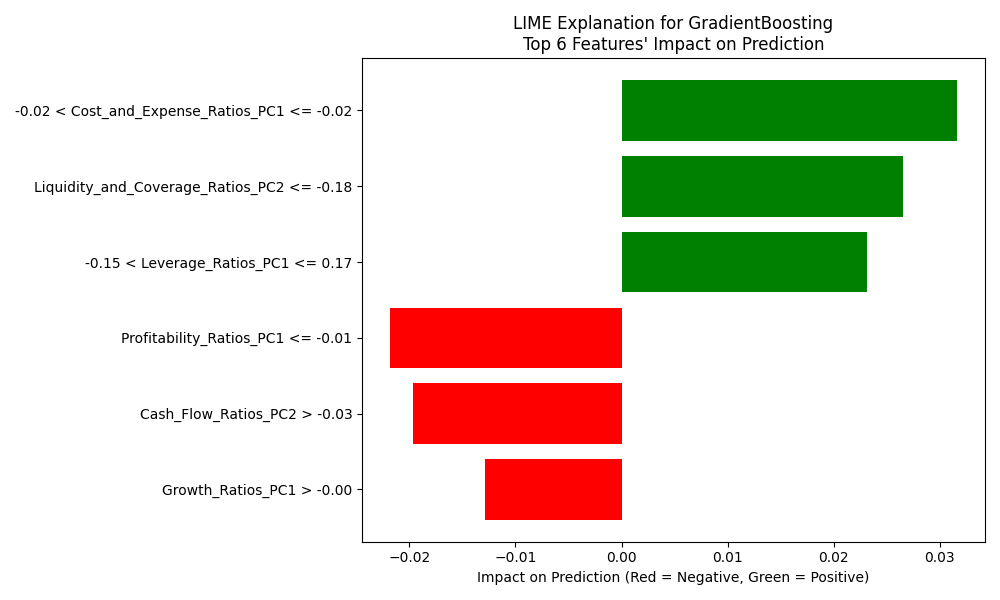 LIME Explanation for GradientBoosting
Top 6 Features' Impact on Prediction
-0.02 < Cost_and_Expense_Ratios_PC1 <= -0.02
Liquidity_and_Coverage_Ratios_PC2 <= -0.18
-0.15 < Leverage_Ratios_PC1 <= 0.17
Profitability_Ratios_PC1 <= -0.01
Cash_Flow_Ratios_PC2 > -0.03
Growth_Ratios_PC1 > -0.00
−0.02 −0.01 0.00 0.01 0.02 0.03
Impact on Prediction (Red = Negative, Green = Positive)